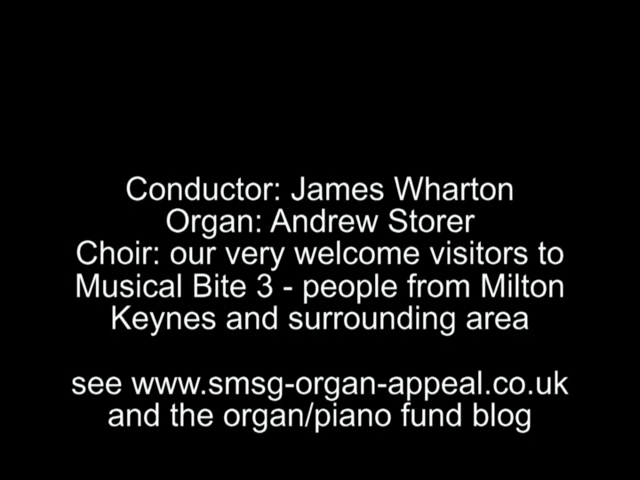 Conductor: James Wharton
Organ: Andrew Storer
Choir: our very welcome visitors to
Musical Bite 3 - people from Milton
Keynes and surrounding area
see www.smsg-organ-appeal.co.uk
and the organ/piano fund blog